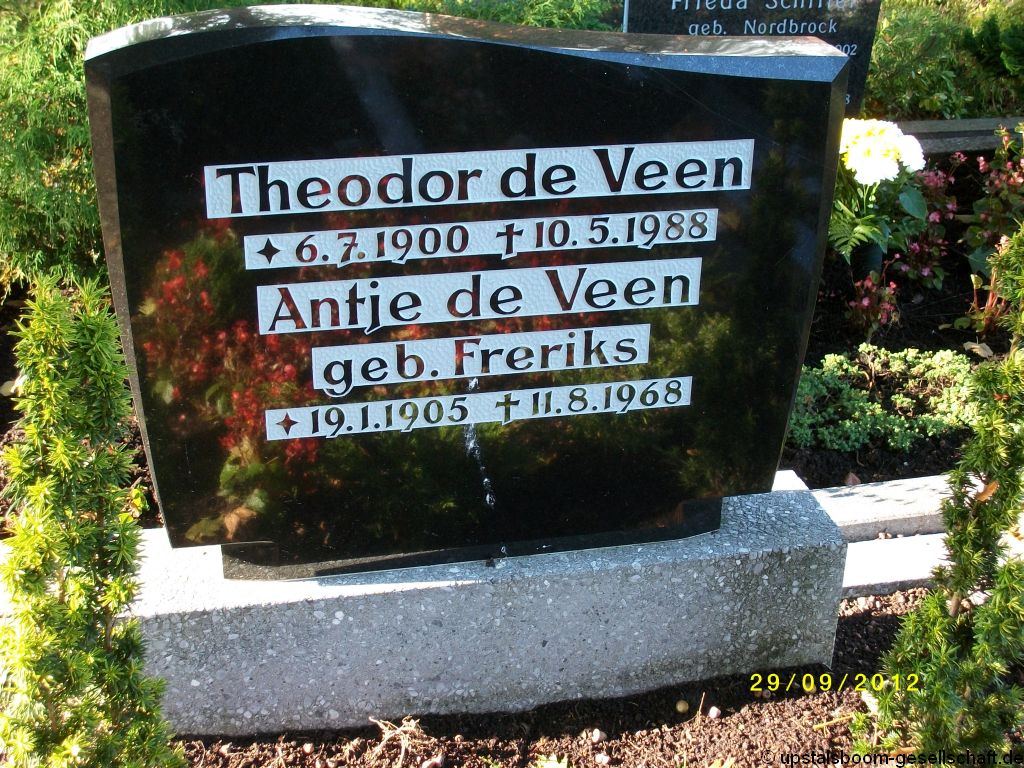 Frieda
geb. Nordbrock
Theodor de Veen
✦ 6.7.1900 ✝ 10.5.1988
Antje de Veen
geb. Freriks
✦ 19.1.1905 ✝ 11.8.1968
29/09/2012
© upstalsboom-gesellschaft.de